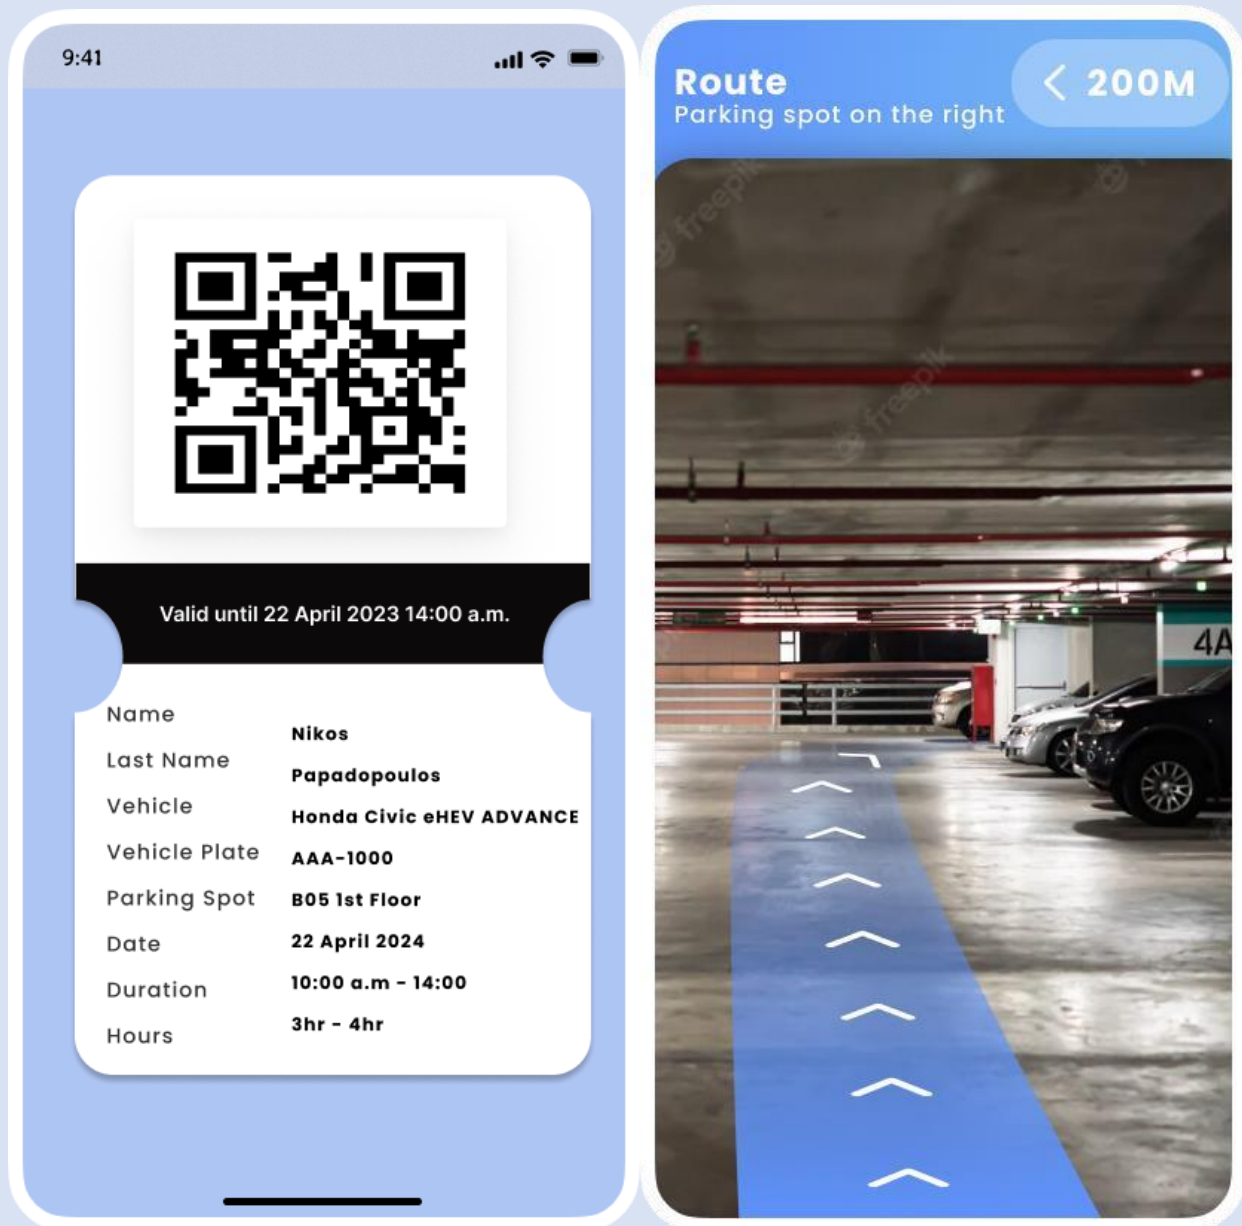 9:41
Valid until 22 April 2023 14:00 a.m.
Name
Nikos
Last Name
Papadopoulos
Vehicle
Honda Civic eHEV ADVANCE
Vehicle Plate
AAA-1000
Parking Spot
B05 1st Floor
Date
22 April 2024
Duration
10:00 a.m - 14:00
Hours
3hr - 4hr
Route
200M
Parking spot on the right
freepik
freepik
4A